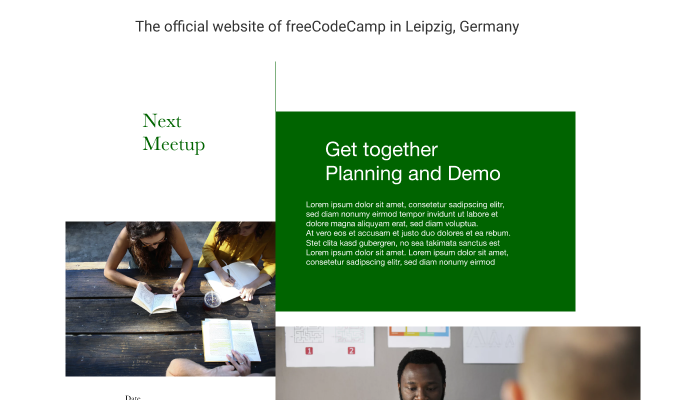 The official website of freeCodeCamp in Leipzig, Germany
Next
Meetup
Get together
Planning and Demo
Lorem ipsum dolor sit amet, consetetur sadipscing elitr,
sed diam nonumy eirmod tempor invidunt ut labore et
dolore magna aliquyam erat, sed diam voluptua.
At vero eos et accusam et justo duo dolores et ea rebum.
Stet clita kasd gubergren, no sea takimata sanctus est
Lorem ipsum dolor sit amet. Lorem ipsum dolor sit amet,
consetetur sadipscing elitr, sed diam nonumy eirmod
1 2
Date